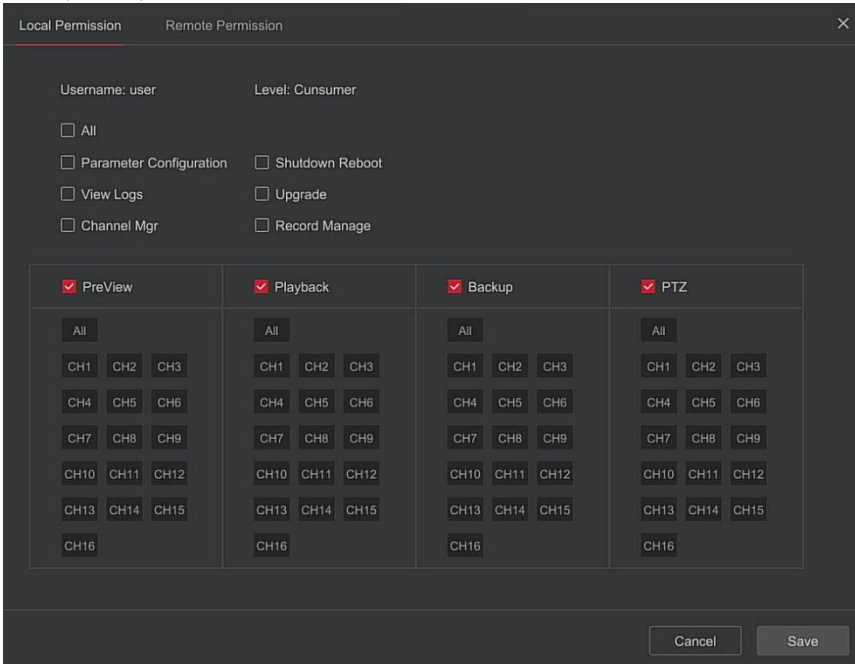 Local Permission Remote Permission
Username: user Level: Cunsumer
All
Parameter Configuration Shutdown Reboot
View Logs Upgrade
Channel Mgr Record Manage
PreView Playback Backup PTZ
All All All All
CH1 CH2 CH3 CH1 CH2 CH3 CH1 CH2 CH3 CH1 CH2 CH3
CH4 CH5 CH6 CH4 CH5 CH6 CH4 CH5 CH6 CH4 CH5 CH6
CH7 CH8 CH9 CH7 CH8 CH9 CH7 CH8 CH9 CH7 CH8 CH9
CH10 CH11 CH12 CH10 CH11 CH12 CH10 CH11 CH12 CH10 CH11 CH12
CH13 CH14 CH15 CH13 CH14 CH15 CH13 CH14 CH15 CH13 CH14 CH15
CH16 CH16 CH16 CH16
Cancel Save